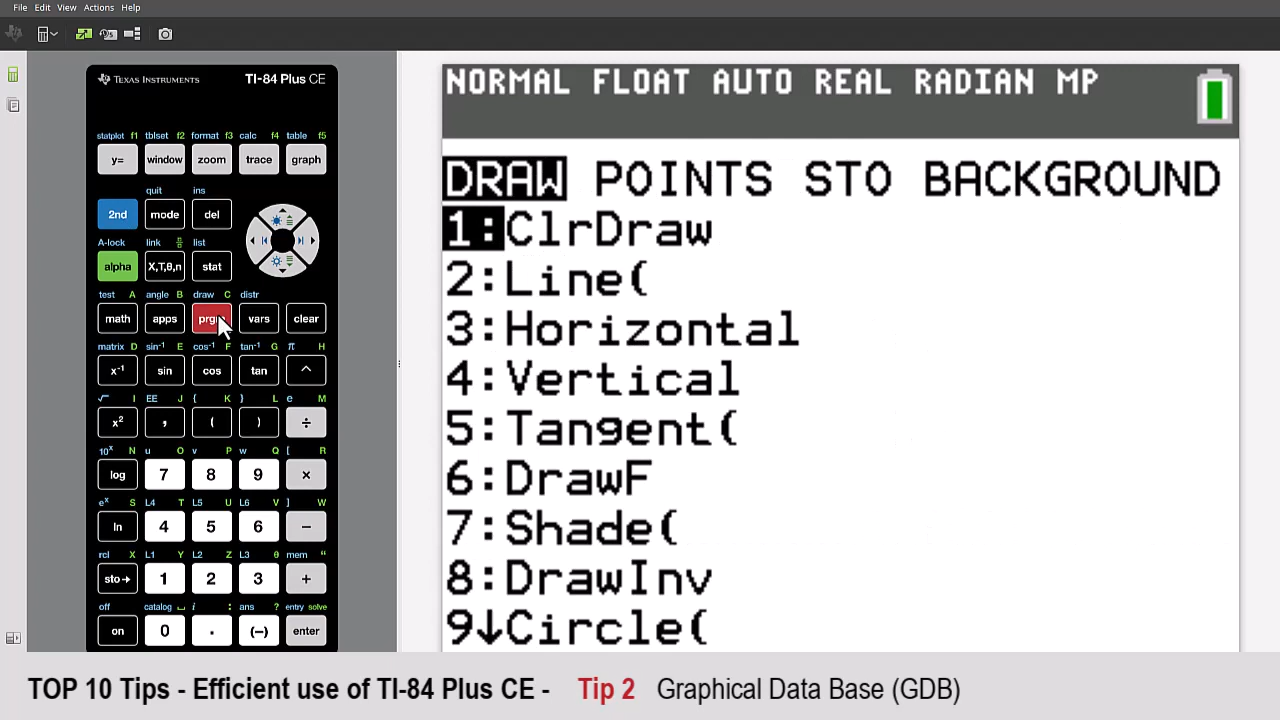 File Edit View Actions Help
TEXAS INSTRUMENTS TI-84 Plus CE
statplot f1 tblset f2 format f3 calc f4 table f5
y= window zoom trace graph
quit ins
2nd mode del
A-lock link list
alpha X,T,θ,n stat
test A angle B draw C distr
math apps prgm vars clear
matrix D sin⁻¹ E cos⁻¹ F tan⁻¹ G π H
x⁻¹ sin cos tan ^
√ I EE J { K } L e M
x² , ( ) ÷
10ˣ N u O v P w Q [ R
log 7 8 9 ×
eˣ S L4 T L5 U L6 V ] W
ln 4 5 6 −
rcl X L1 Y L2 Z L3 θ mem “
sto→ 1 2 3 +
off catalog ␣ i : ans ? entry solve
on 0 . (−) enter
NORMAL FLOAT AUTO REAL RADIAN MP
DRAW POINTS STO BACKGROUND
1:ClrDraw
2:Line(
3:Horizontal
4:Vertical
5:Tangent(
6:DrawF
7:Shade(
8:DrawInv
9↓Circle(
TOP 10 Tips - Efficient use of TI-84 Plus CE - Tip 2 Graphical Data Base (GDB)